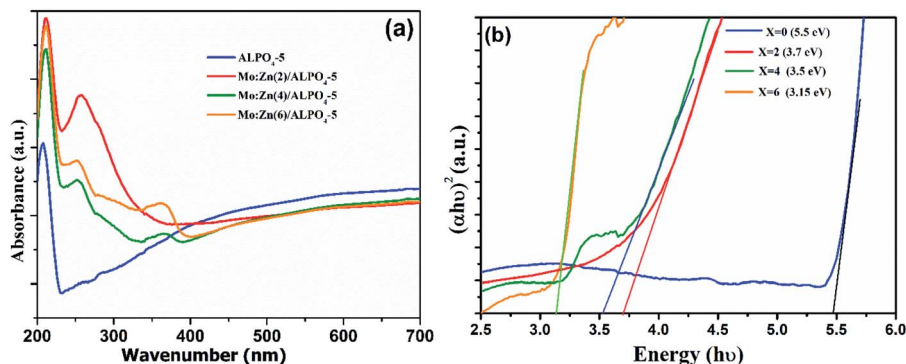 (a)
ALPO₄-5
Mo:Zn(2)/ALPO₄-5
Mo:Zn(4)/ALPO₄-5
Mo:Zn(6)/ALPO₄-5
Absorbance (a.u.)
200 300 400 500 600 700
Wavenumber (nm)
(b)
X=0 (5.5 eV)
X=2 (3.7 eV)
X=4 (3.5 eV)
X=6 (3.15 eV)
(αhυ)² (a.u.)
2.5 3.0 3.5 4.0 4.5 5.0 5.5 6.0
Energy (hυ)